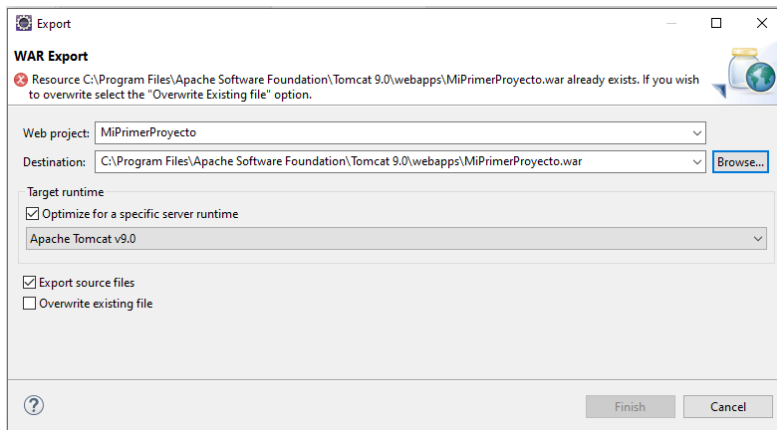 Export
WAR Export
Resource C:\Program Files\Apache Software Foundation\Tomcat 9.0\webapps\MiPrimerProyecto.war already exists. If you wish
to overwrite select the "Overwrite Existing file" option.
Web project: MiPrimerProyecto
Destination: C:\Program Files\Apache Software Foundation\Tomcat 9.0\webapps\MiPrimerProyecto.war Browse...
Target runtime
Optimize for a specific server runtime
Apache Tomcat v9.0
Export source files
Overwrite existing file
? Finish Cancel